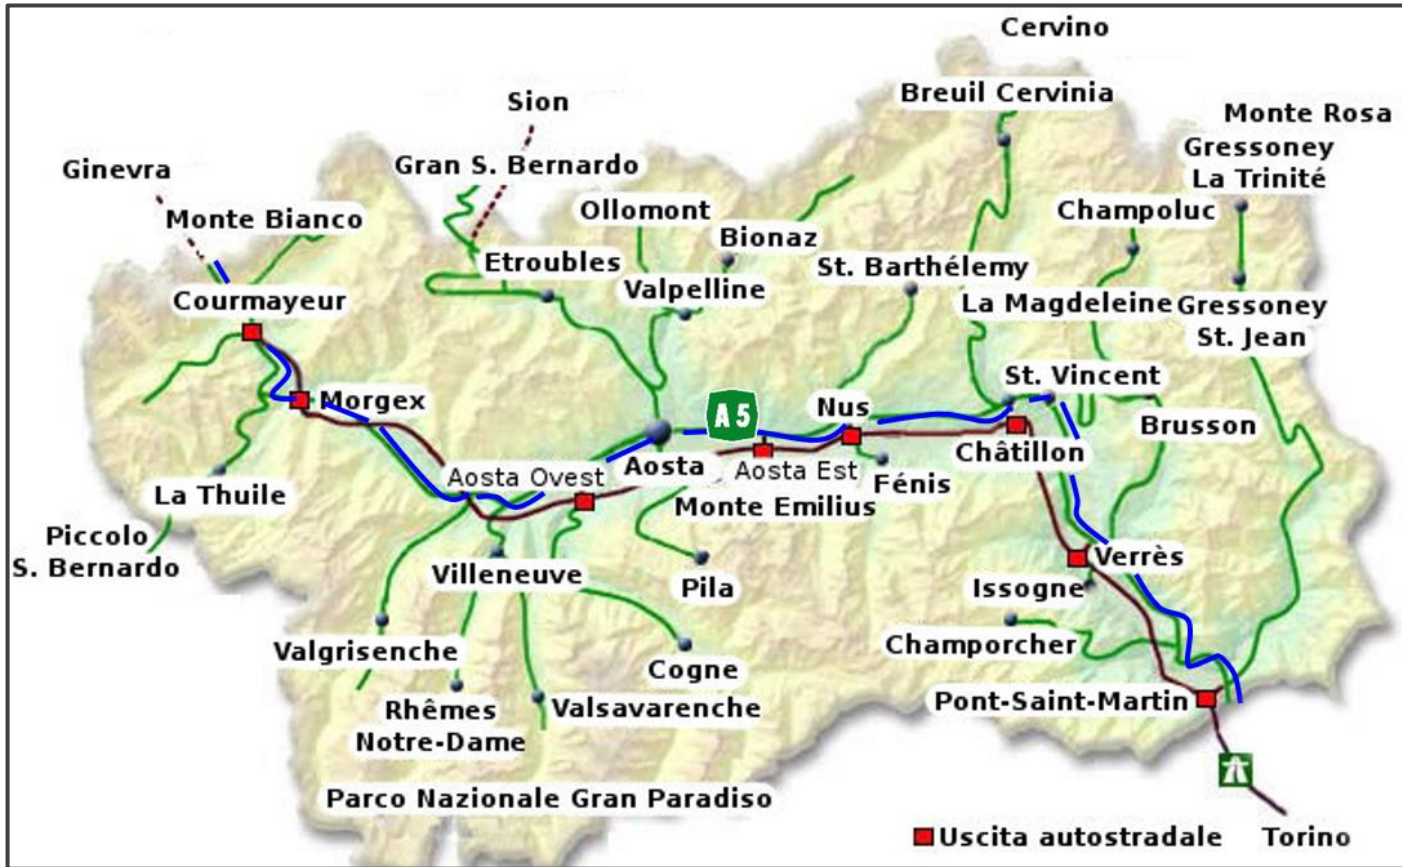 Cervino
Breuil Cervinia
Sion
Monte Rosa
Gressoney
La Trinité
Gran S. Bernardo
Ginevra
Ollomont
Champoluc
Monte Bianco
Bionaz
Etroubles
St. Barthélemy
Valpelline
Courmayeur
La Magdeleine
Gressoney
St. Jean
St. Vincent
Morgex
A5
Nus
Brusson
Châtillon
Aosta
Aosta Ovest
Aosta Est
Fénis
La Thuile
Monte Emilius
Piccolo
S. Bernardo
Verrès
Villeneuve
Pila
Issogne
Valgrisenche
Champorcher
Cogne
Pont-Saint-Martin
Rhêmes
Notre-Dame
Valsavarenche
Parco Nazionale Gran Paradiso
Uscita autostradale
Torino